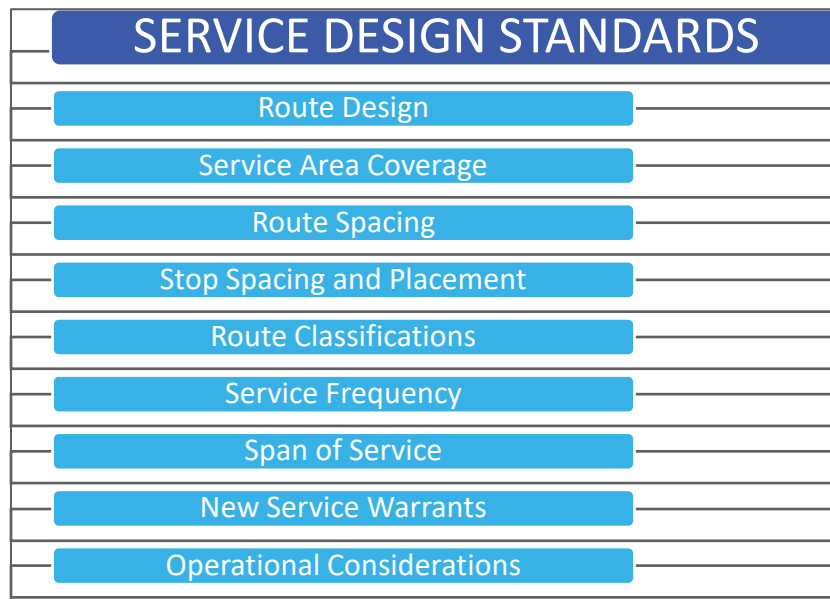 SERVICE DESIGN STANDARDS
Route Design
Service Area Coverage
Route Spacing
Stop Spacing and Placement
Route Classifications
Service Frequency
Span of Service
New Service Warrants
Operational Considerations